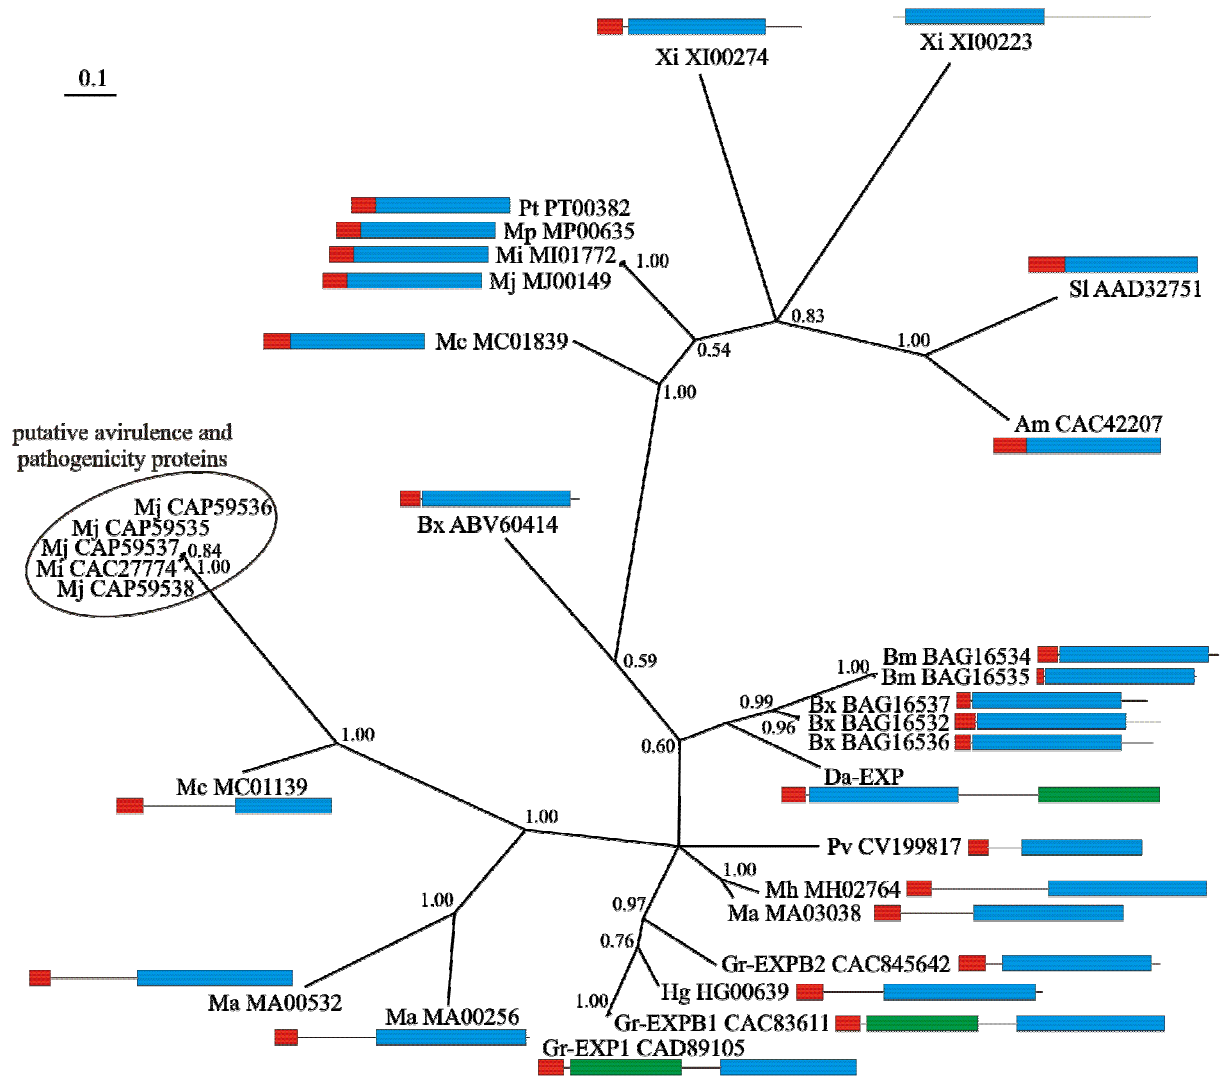 Xi XI00274
Xi XI00223
0.1
Pt PT00382
Mp MP00635
Mi MI01772
1.00
Mj MJ00149
Sl AAD32751
0.83
1.00
Mc MC01839
0.54
1.00
Am CAC42207
putative avirulence and
pathogenicity proteins
Mj CAP59536
Mj CAP59535
Mj CAP59537
0.84
Mi CAC27774
1.00
Mj CAP59538
Bx ABV60414
0.59
Bm BAG16534
1.00
Bm BAG16535
0.99
Bx BAG16537
0.96
Bx BAG16532
Bx BAG16536
0.60
1.00
Da-EXP
Mc MC01139
1.00
Pv CV199817
1.00
Mh MH02764
Ma MA03038
1.00
0.97
0.76
Gr-EXPB2 CAC845642
Hg HG00639
Ma MA00532
1.00
Ma MA00256
Gr-EXPB1 CAC83611
Gr-EXP1 CAD89105